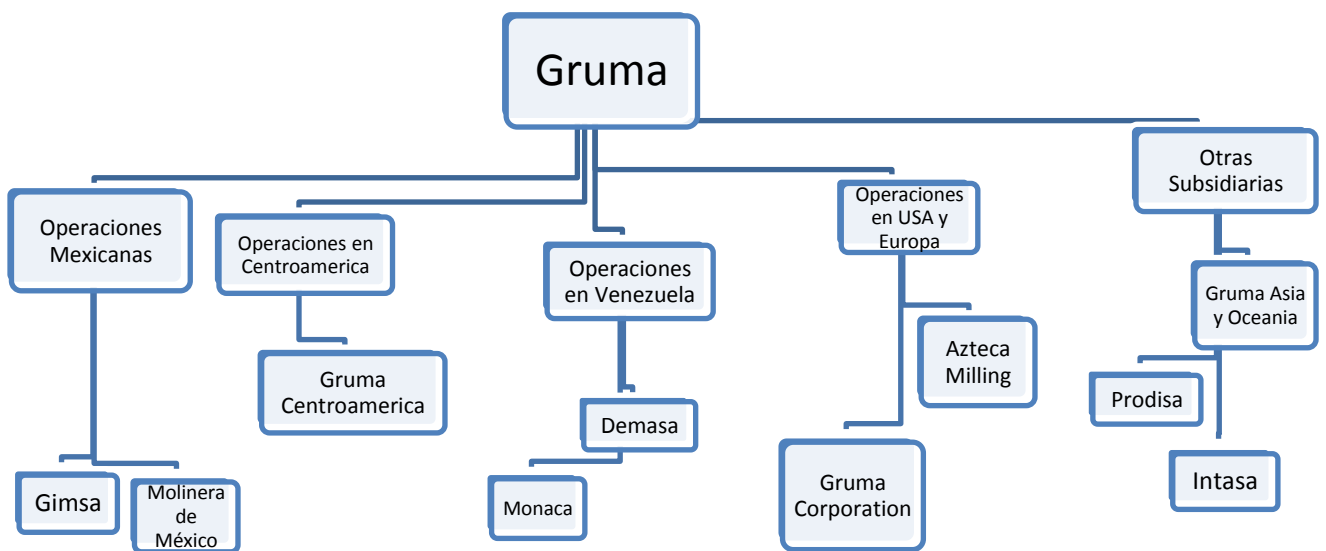 Gruma
Otras
Subsidiarias
Operaciones
Mexicanas
Operaciones en
Centroamerica
Operaciones
en Venezuela
Operaciones
en USA y
Europa
Gruma Asia
y Oceania
Gruma
Centroamerica
Azteca
Milling
Prodisa
Demasa
Gimsa
Molinera
de
México
Monaca
Gruma
Corporation
Intasa